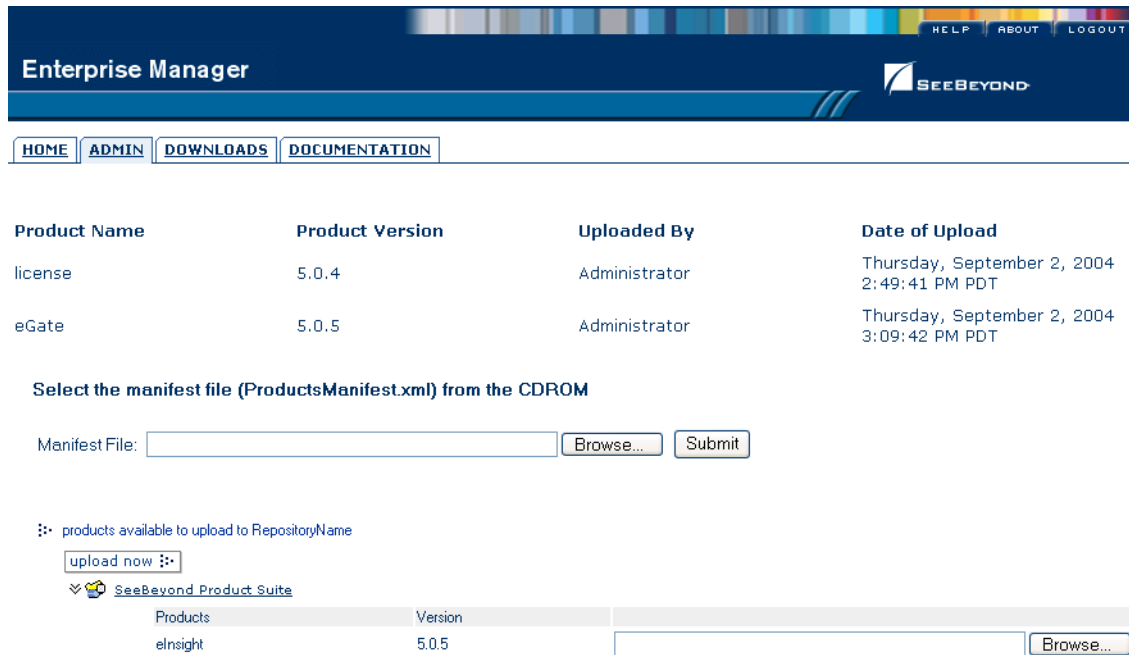 HELP ABOUT LOGOUT
Enterprise Manager
SEEBEYOND
HOME ADMIN DOWNLOADS DOCUMENTATION
Product Name Product Version Uploaded By Date of Upload
license 5.0.4 Administrator Thursday, September 2, 2004
2:49:41 PM PDT
eGate 5.0.5 Administrator Thursday, September 2, 2004
3:09:42 PM PDT
Select the manifest file (ProductsManifest.xml) from the CDROM
Manifest File: Browse... Submit
products available to upload to RepositoryName
upload now
SeeBeyond Product Suite
Products Version
eInsight 5.0.5 Browse...